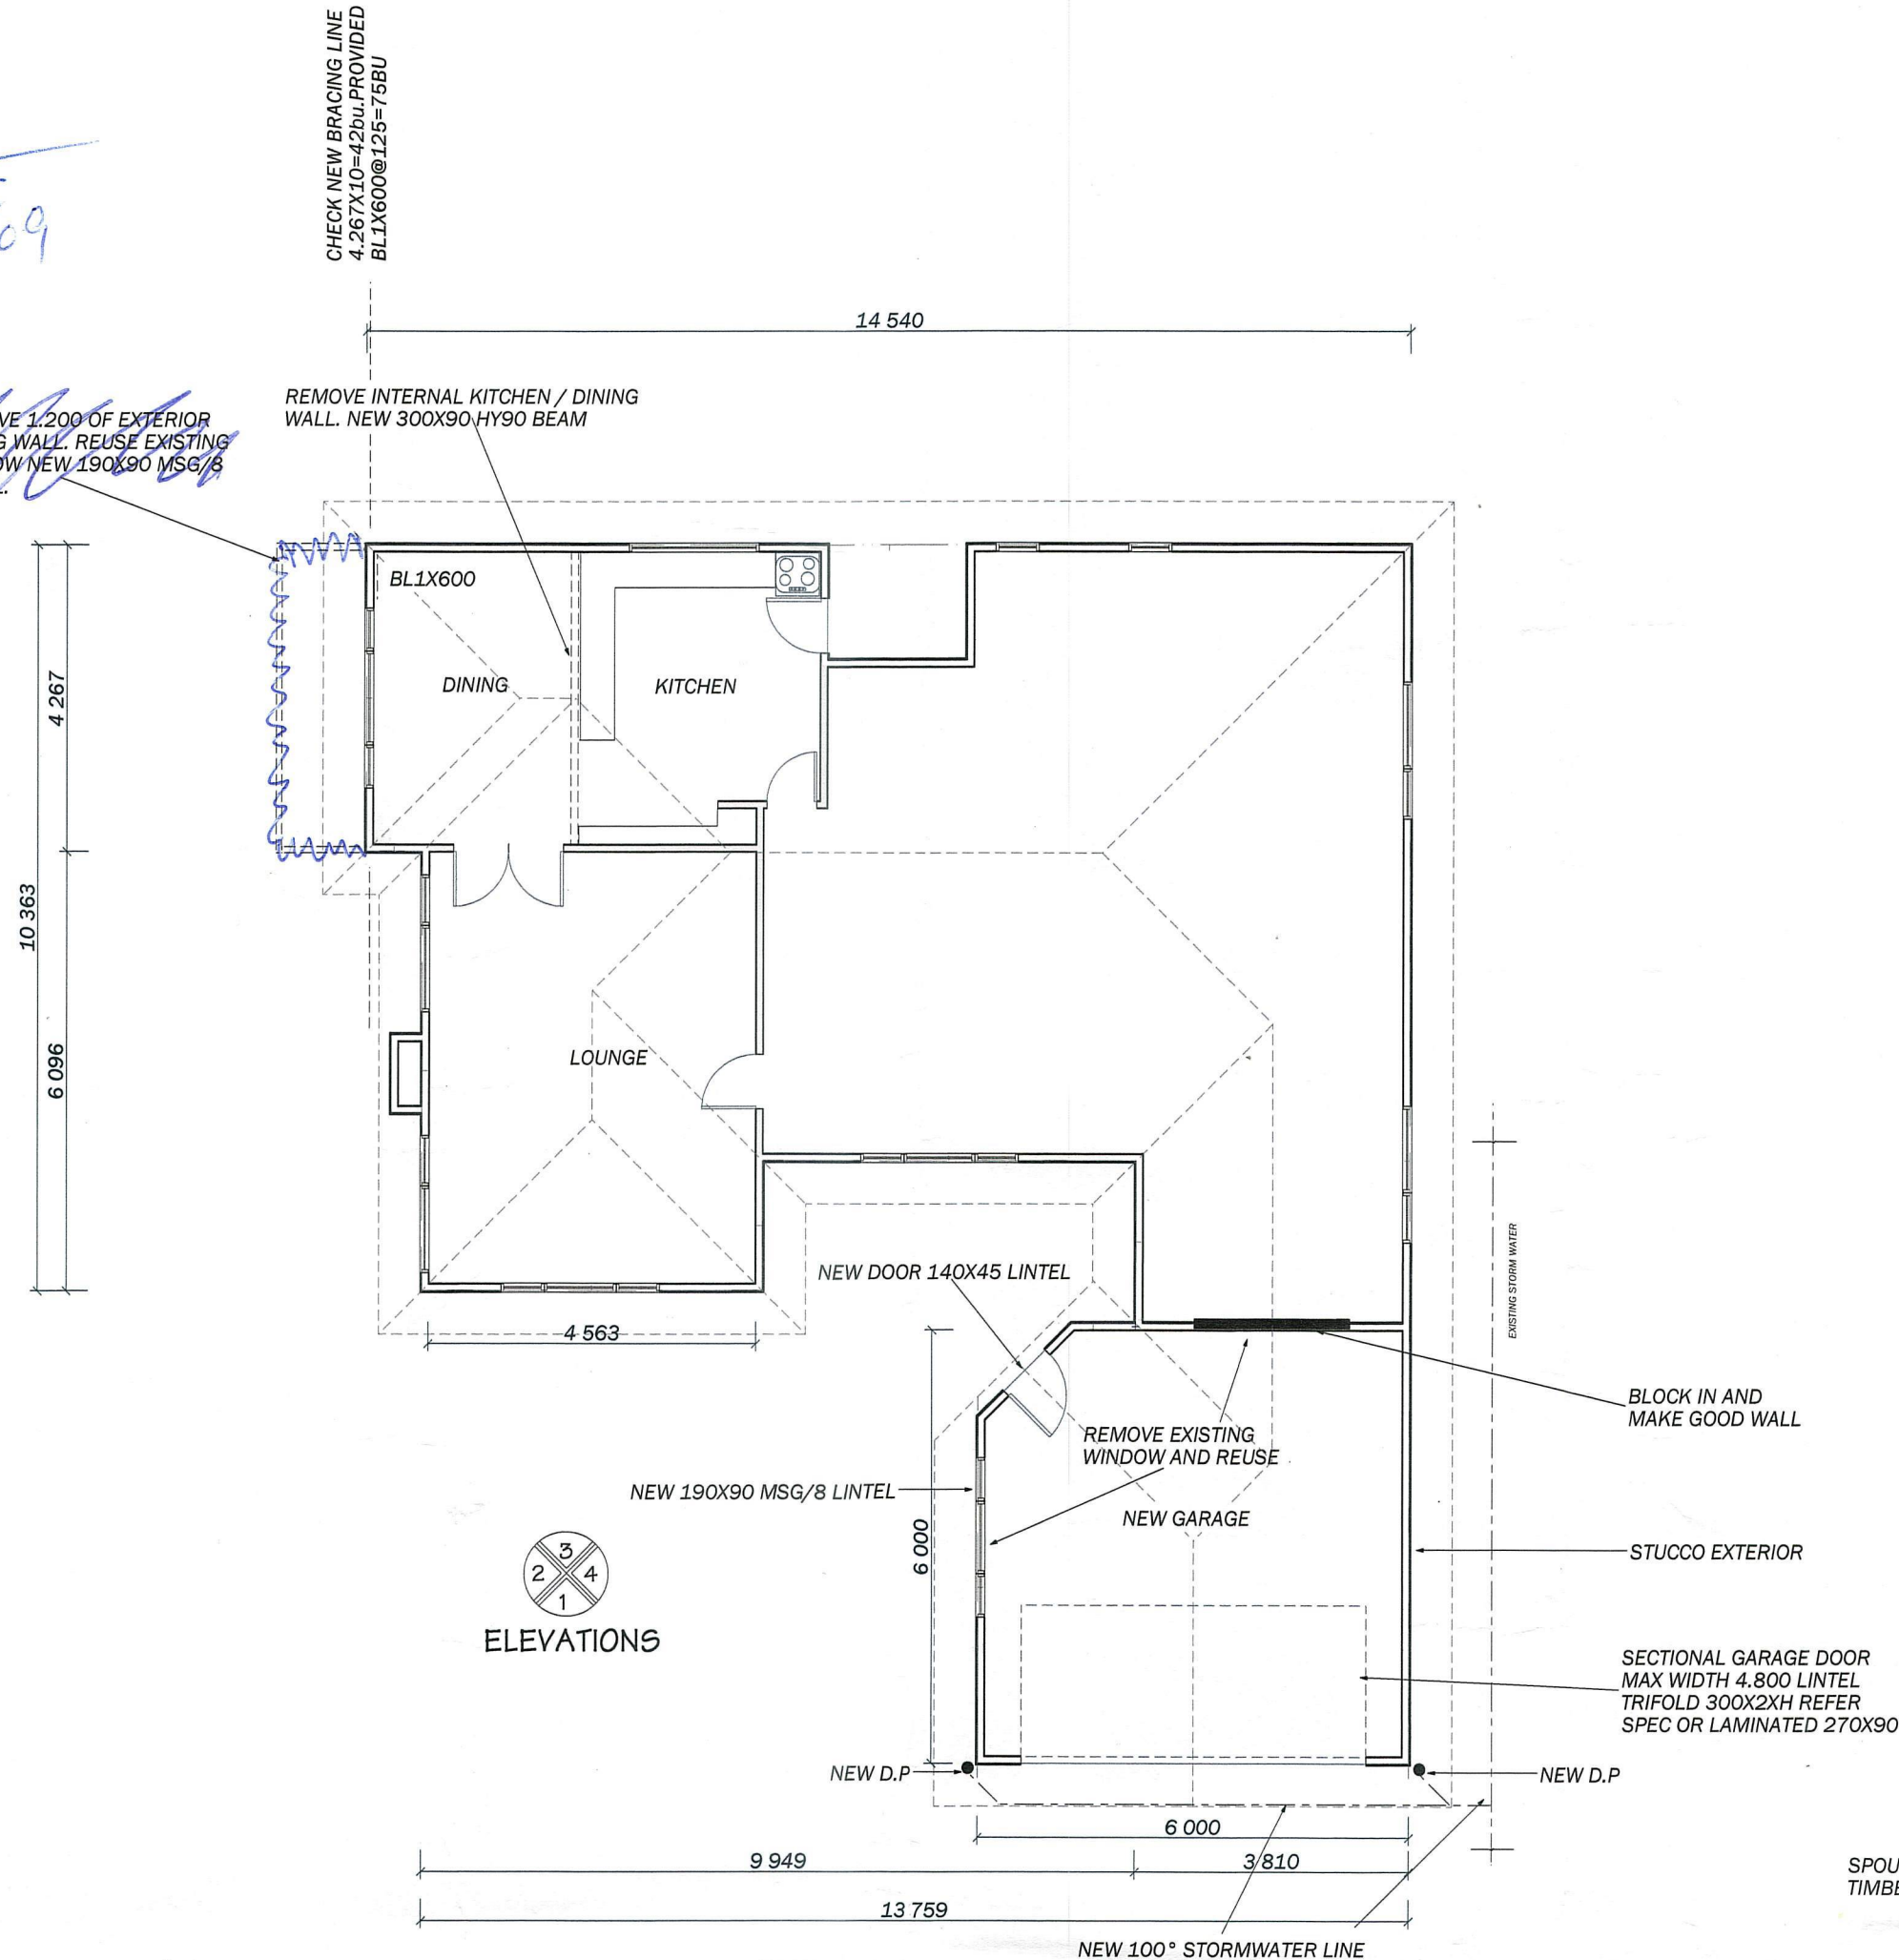 CHECK NEW BRACING LINE
4.267X10=42bu.PROVIDED
BL1X600@125=75BU
09
14 540
VE 1.200 OF EXTERIOR
G WALL. REUSE EXISTING
OW NEW 190X90 MSG/8
REMOVE INTERNAL KITCHEN / DINING
WALL. NEW 300X90 HY90 BEAM
BL1X600
DINING
KITCHEN
4 267
10 363
6 096
LOUNGE
4 563
NEW DOOR 140X45 LINTEL
EXISTING STORM WATER
BLOCK IN AND
MAKE GOOD WALL
REMOVE EXISTING
WINDOW AND REUSE
NEW 190X90 MSG/8 LINTEL
NEW GARAGE
6 000
STUCCO EXTERIOR
3
2 4
1
ELEVATIONS
SECTIONAL GARAGE DOOR
MAX WIDTH 4.800 LINTEL
TRIFOLD 300X2XH REFER
SPEC OR LAMINATED 270X90
NEW D.P
NEW D.P
6 000
9 949
3 810
13 759
SPOU
TIMBE
NEW 100° STORMWATER LINE